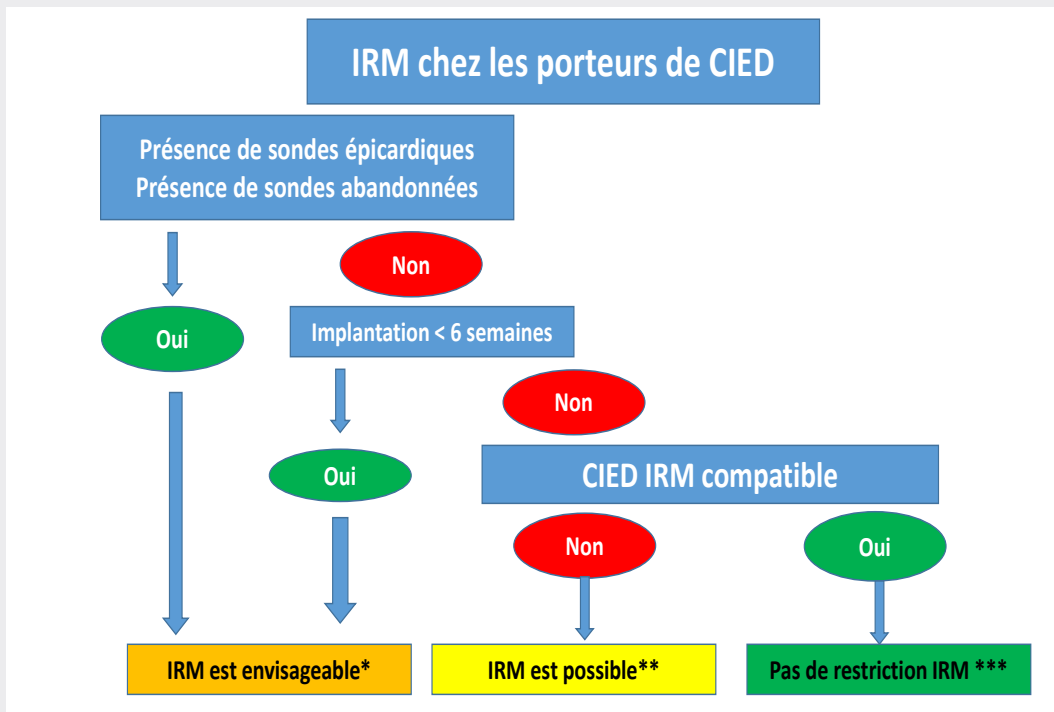 IRM chez les porteurs de CIED
Présence de sondes épicardiques
Présence de sondes abandonnées
Non
Oui
Implantation < 6 semaines
Non
Oui
CIED IRM compatible
Non
Oui
IRM est envisageable*
IRM est possible**
Pas de restriction IRM ***